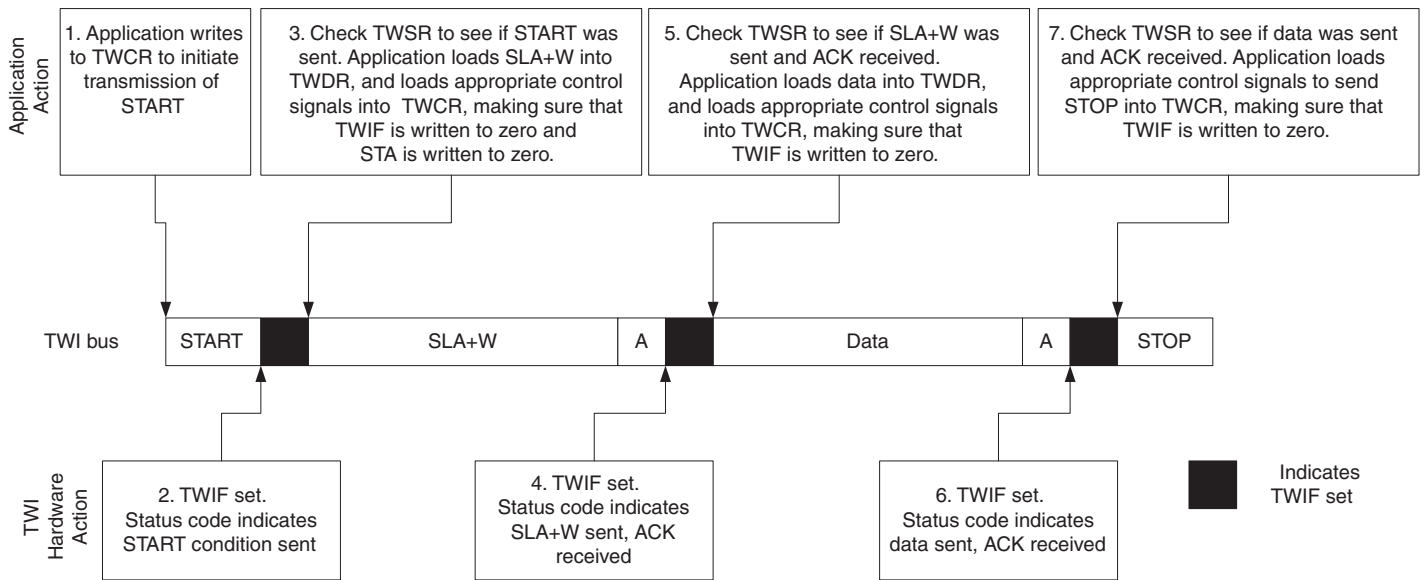 Application
Action
1. Application writes
to TWCR to initiate
transmission of
START
3. Check TWSR to see if START was
sent. Application loads SLA+W into
TWDR, and loads appropriate control
signals into TWCR, making sure that
TWIF is written to zero and
STA is written to zero.
5. Check TWSR to see if SLA+W was
sent and ACK received.
Application loads data into TWDR,
and loads appropriate control signals
into TWCR, making sure that
TWIF is written to zero.
7. Check TWSR to see if data was sent
and ACK received. Application loads
appropriate control signals to send
STOP into TWCR, making sure that
TWIF is written to zero.
TWI bus
START
SLA+W
A
Data
A
STOP
TWI
Hardware
Action
2. TWIF set.
Status code indicates
START condition sent
4. TWIF set.
Status code indicates
SLA+W sent, ACK
received
6. TWIF set.
Status code indicates
data sent, ACK received
Indicates
TWIF set